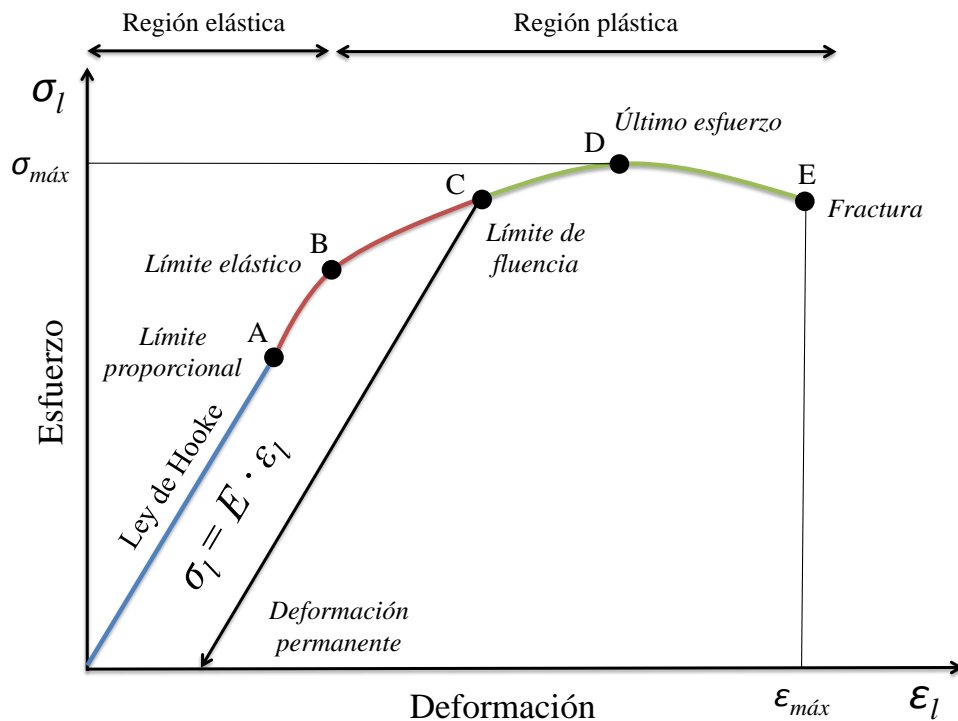 Región elástica
Región plástica
σl
σmáx
Último esfuerzo
D
C
E
Fractura
B
Límite de
fluencia
Límite elástico
A
Límite
proporcional
Esfuerzo
Ley de Hooke
σl = E · εl
Deformación
permanente
Deformación
εmáx
εl